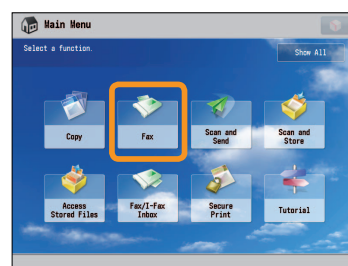 Main Menu
Select a function.
Show All
Copy
Fax
Scan and
Send
Scan and
Store
Access
Stored Files
Fax/I-Fax
Inbox
Secure
Print
Tutorial